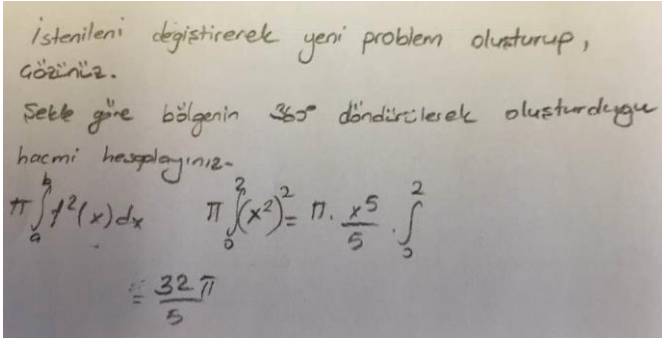 İstenileni değiştirerek yeni problem oluşturup,
Çözünüz.
Şekle göre bölgenin 360° döndürülerek oluşturduğu
hacmi hesaplayınız.
π∫ₐᵇ f²(x)dx    π∫₀²(x²)² = π. x⁵/5 . ∫₀²
= 32π/5